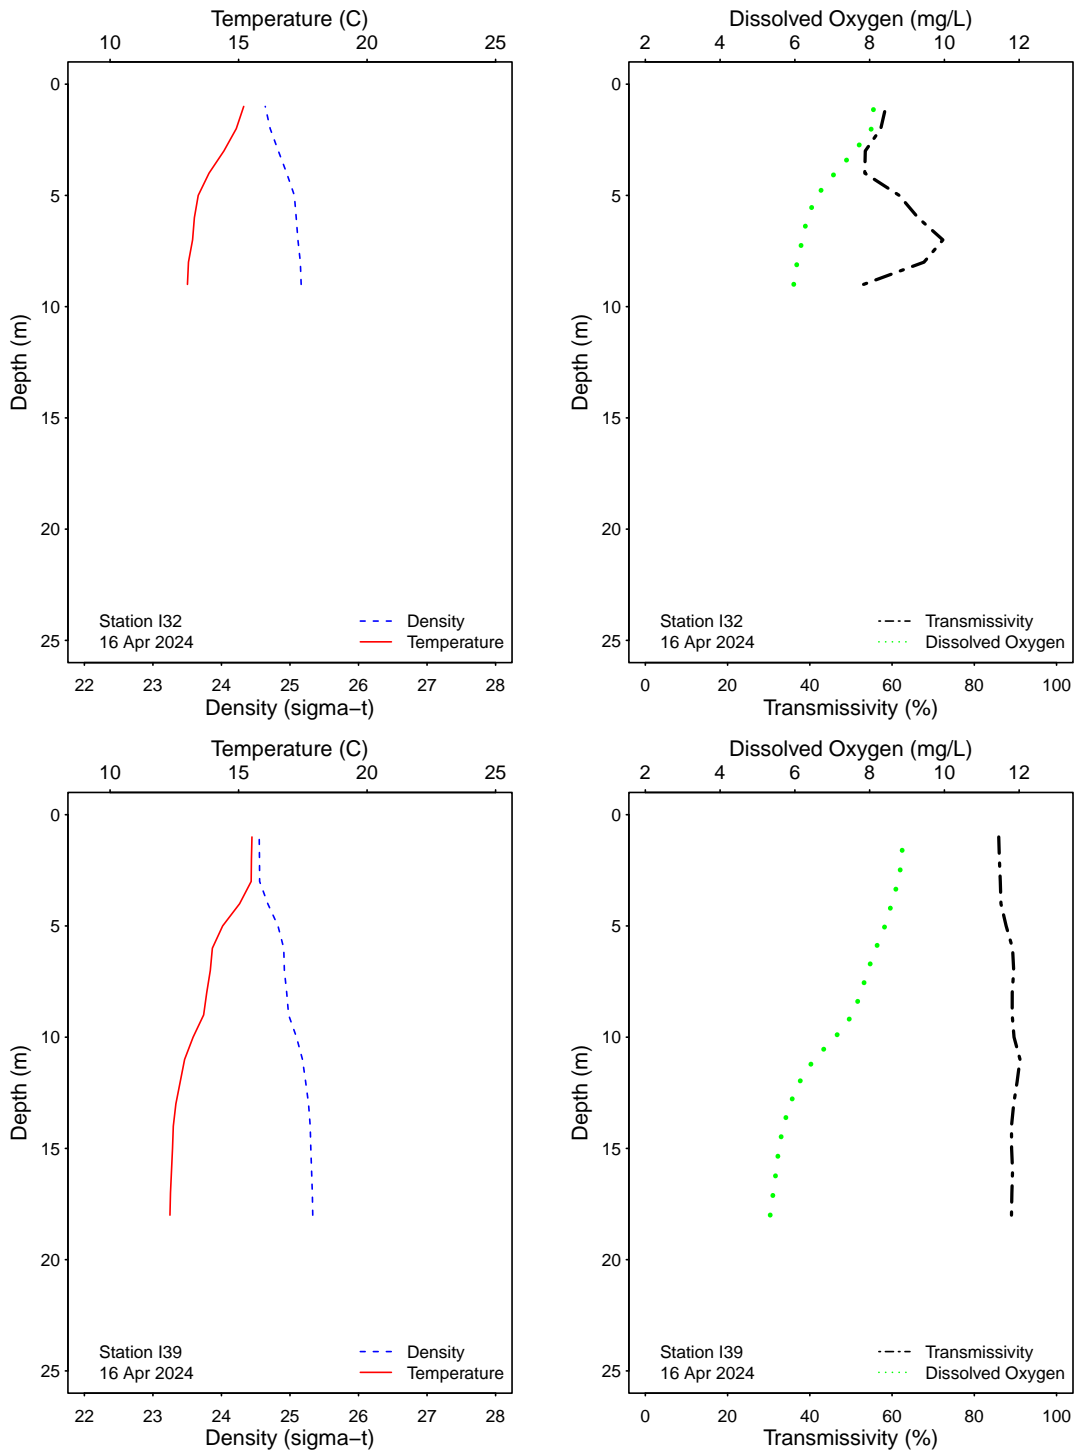 Temperature (C)
10 15 20 25
0
5
10
15
20
25
Depth (m)
Station I32
16 Apr 2024
Density
Temperature
22 23 24 25 26 27 28
Density (sigma−t)
Dissolved Oxygen (mg/L)
2 4 6 8 10 12
0
5
10
15
20
25
Depth (m)
Station I32
16 Apr 2024
Transmissivity
Dissolved Oxygen
0 20 40 60 80 100
Transmissivity (%)
Temperature (C)
10 15 20 25
0
5
10
15
20
25
Depth (m)
Station I39
16 Apr 2024
Density
Temperature
22 23 24 25 26 27 28
Density (sigma−t)
Dissolved Oxygen (mg/L)
2 4 6 8 10 12
0
5
10
15
20
25
Depth (m)
Station I39
16 Apr 2024
Transmissivity
Dissolved Oxygen
0 20 40 60 80 100
Transmissivity (%)